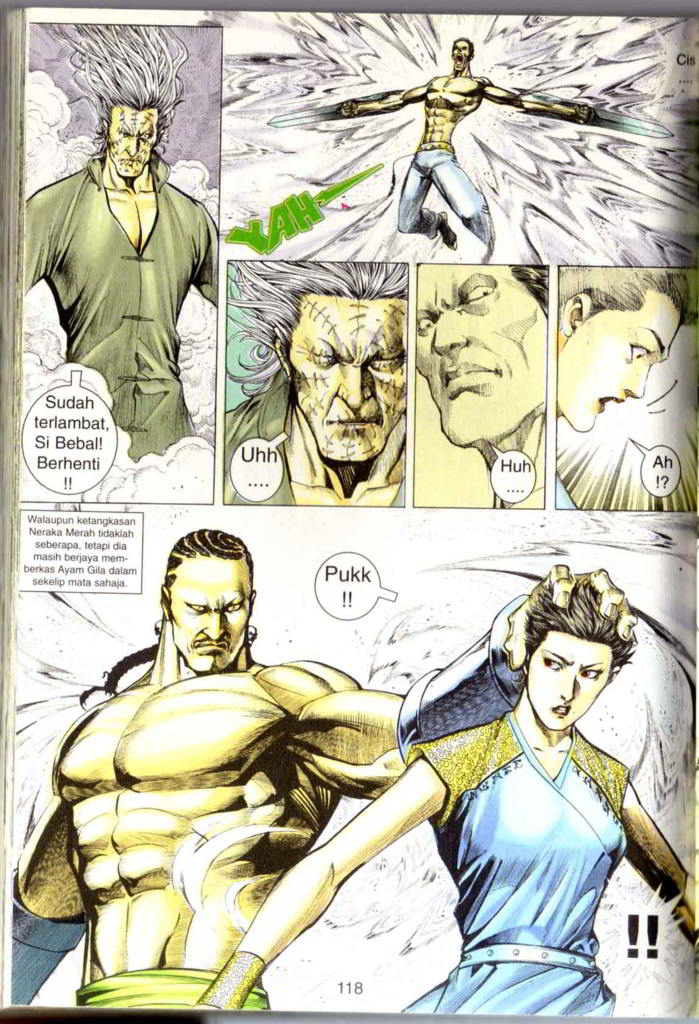 Sudah
terlambat,
Si Bebal!
Berhenti
!!
YAH
....
Uhh
....
Huh
....
Ah
!?
Walaupun ketangkasan
Neraka Merah tidaklah
seberapa, tetapi dia
masih berjaya mem-
berkas Ayam Gila dalam
sekelip mata sahaja.
Pukk
!!
!!
118